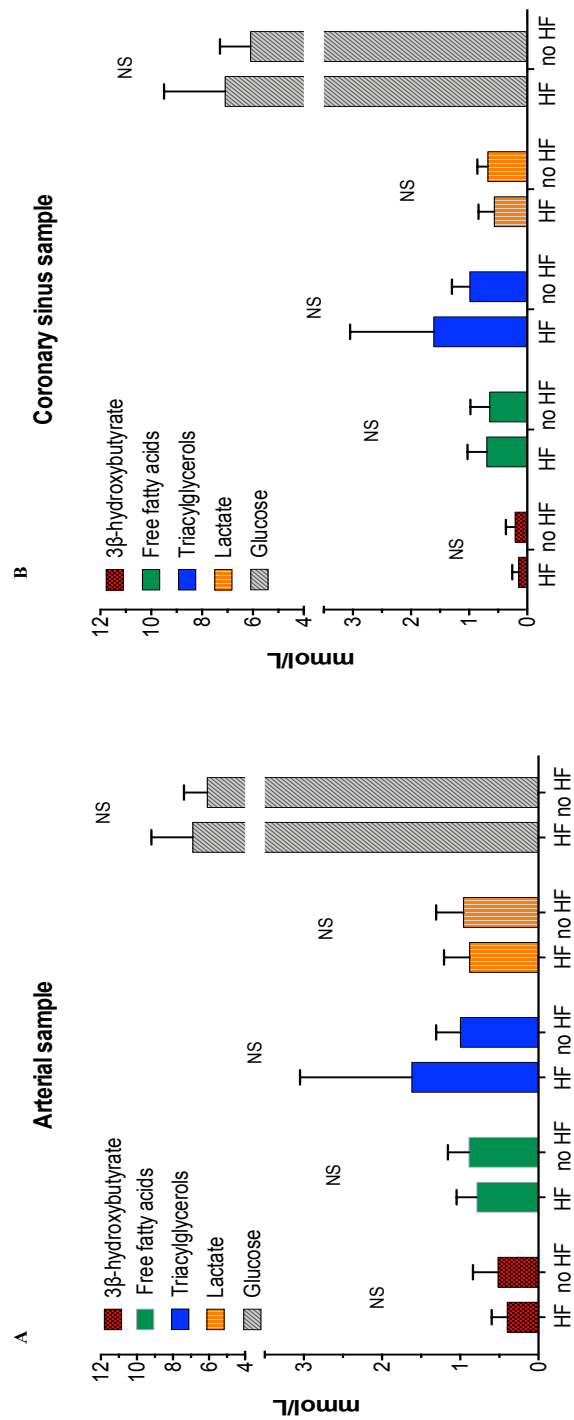 A
Arterial sample
3β-hydroxybutyrate
Free fatty acids
Triacylglycerols
Lactate
Glucose
mmol/L
12
10
8
6
4
3
2
1
0
NS
NS
NS
NS
NS
HF no HF
HF no HF
HF no HF
HF no HF
HF no HF
B
Coronary sinus sample
3β-hydroxybutyrate
Free fatty acids
Triacylglycerols
Lactate
Glucose
mmol/L
12
10
8
6
4
3
2
1
0
NS
NS
NS
NS
NS
HF no HF
HF no HF
HF no HF
HF no HF
HF no HF